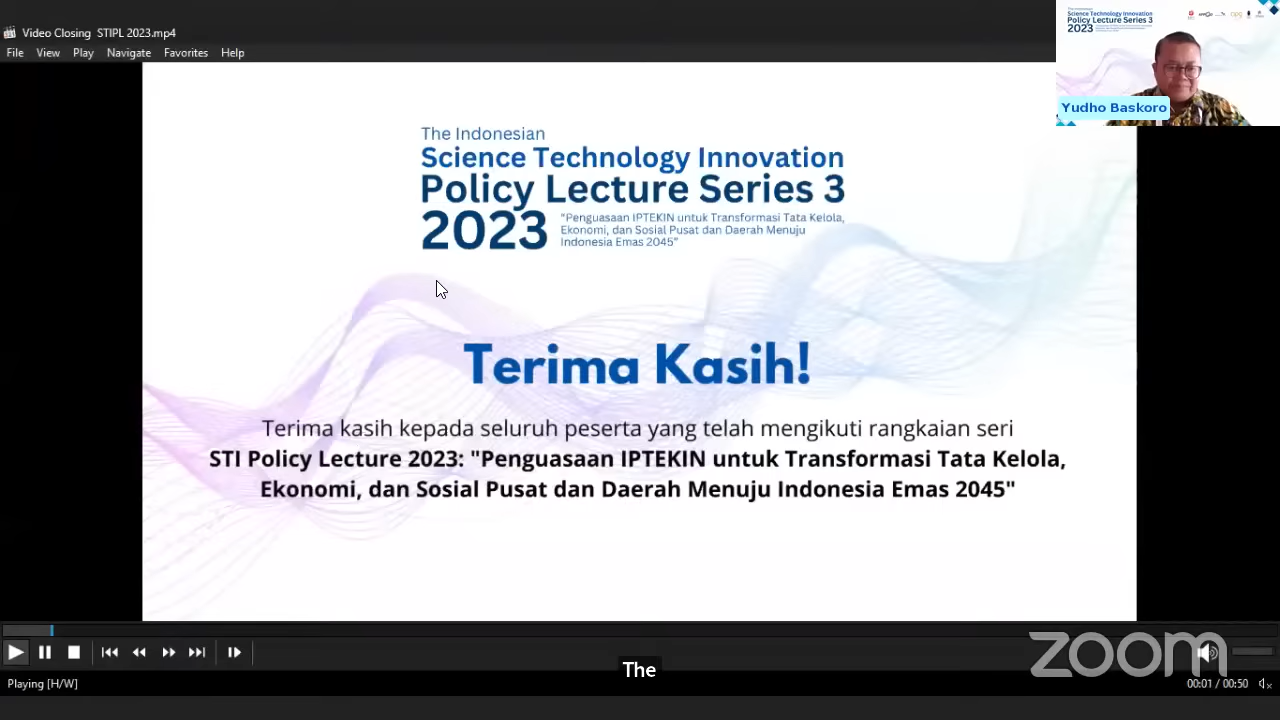 Video Closing STIPL 2023.mp4
File View Play Navigate Favorites Help
Science Technology Innovation
Policy Lecture Series 3
2023
Yudho Baskoro
The Indonesian
Science Technology Innovation
Policy Lecture Series 3
2023
"Penguasaan IPTEKIN untuk Transformasi Tata Kelola,
Ekonomi, dan Sosial Pusat dan Daerah Menuju
Indonesia Emas 2045"
Terima Kasih!
Terima kasih kepada seluruh peserta yang telah mengikuti rangkaian seri
STI Policy Lecture 2023: "Penguasaan IPTEKIN untuk Transformasi Tata Kelola,
Ekonomi, dan Sosial Pusat dan Daerah Menuju Indonesia Emas 2045"
zoom
The
Playing [H/W]
00:01 / 00:50